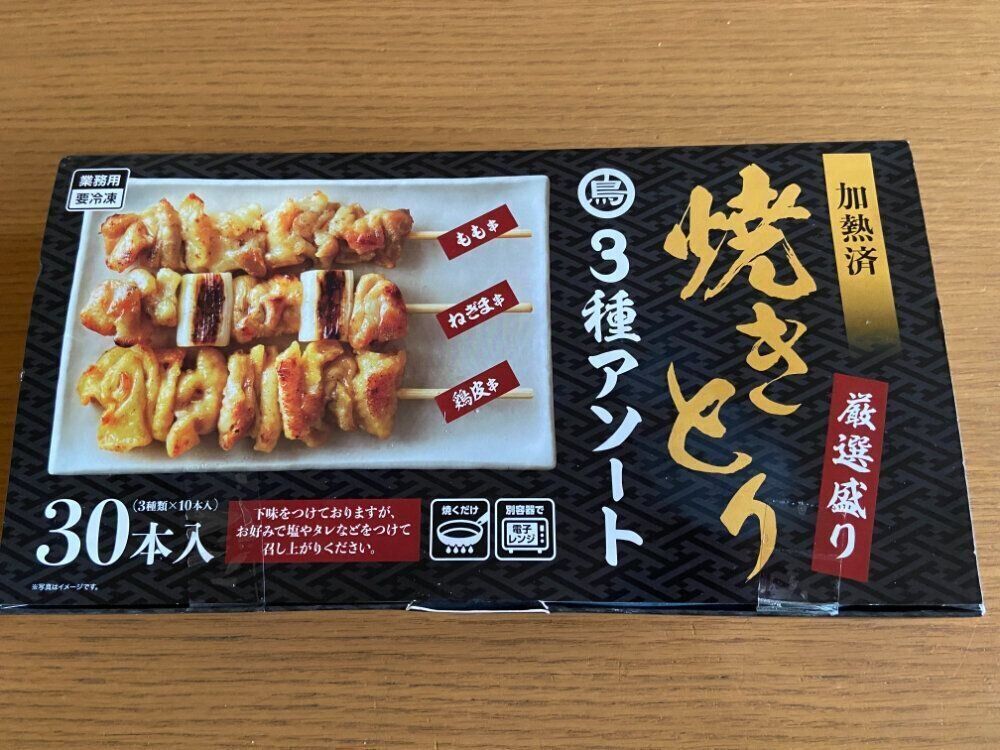 加熱済
焼きとり
厳選盛り
鳥
3種アソート
業務用
要冷凍
もも串
ねぎま串
鶏皮串
30本入
(3種類×10本入)
下味をつけておりますが、
お好みで塩やタレなどをつけて
召し上がりください。
焼くだけ
別容器で
電子
レンジ
※写真はイメージです。